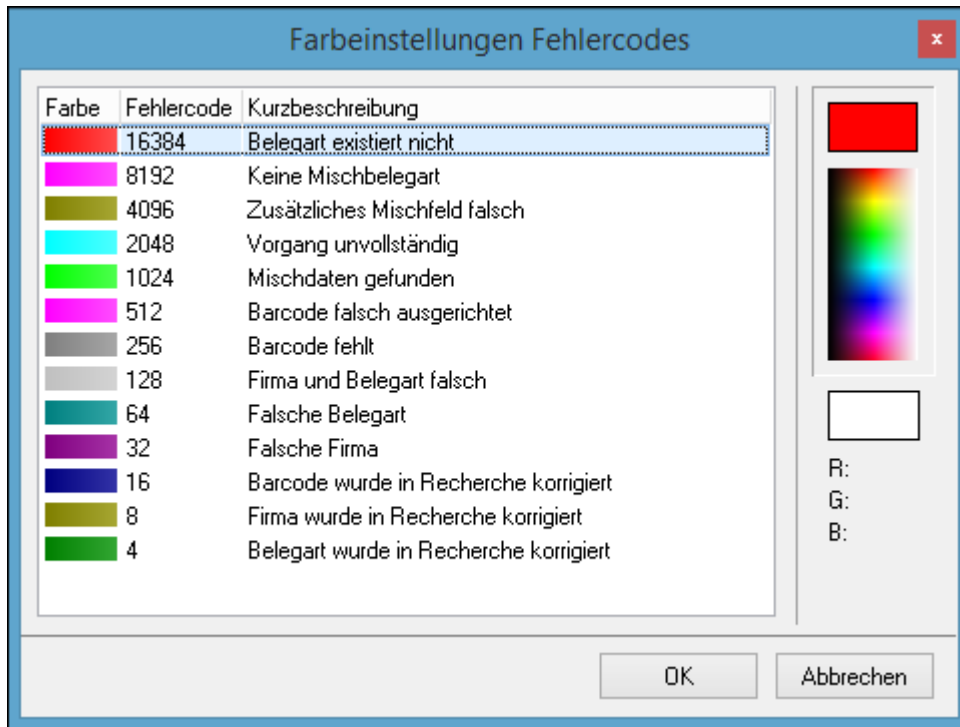 Farbeinstellungen Fehlercodes
x
Farbe Fehlercode Kurzbeschreibung
16384 Belegart existiert nicht
8192 Keine Mischbelegart
4096 Zusätzliches Mischfeld falsch
2048 Vorgang unvollständig
1024 Mischdaten gefunden
512 Barcode falsch ausgerichtet
256 Barcode fehlt
128 Firma und Belegart falsch
64 Falsche Belegart
32 Falsche Firma
16 Barcode wurde in Recherche korrigiert
8 Firma wurde in Recherche korrigiert
4 Belegart wurde in Recherche korrigiert
R:
G:
B:
OK Abbrechen